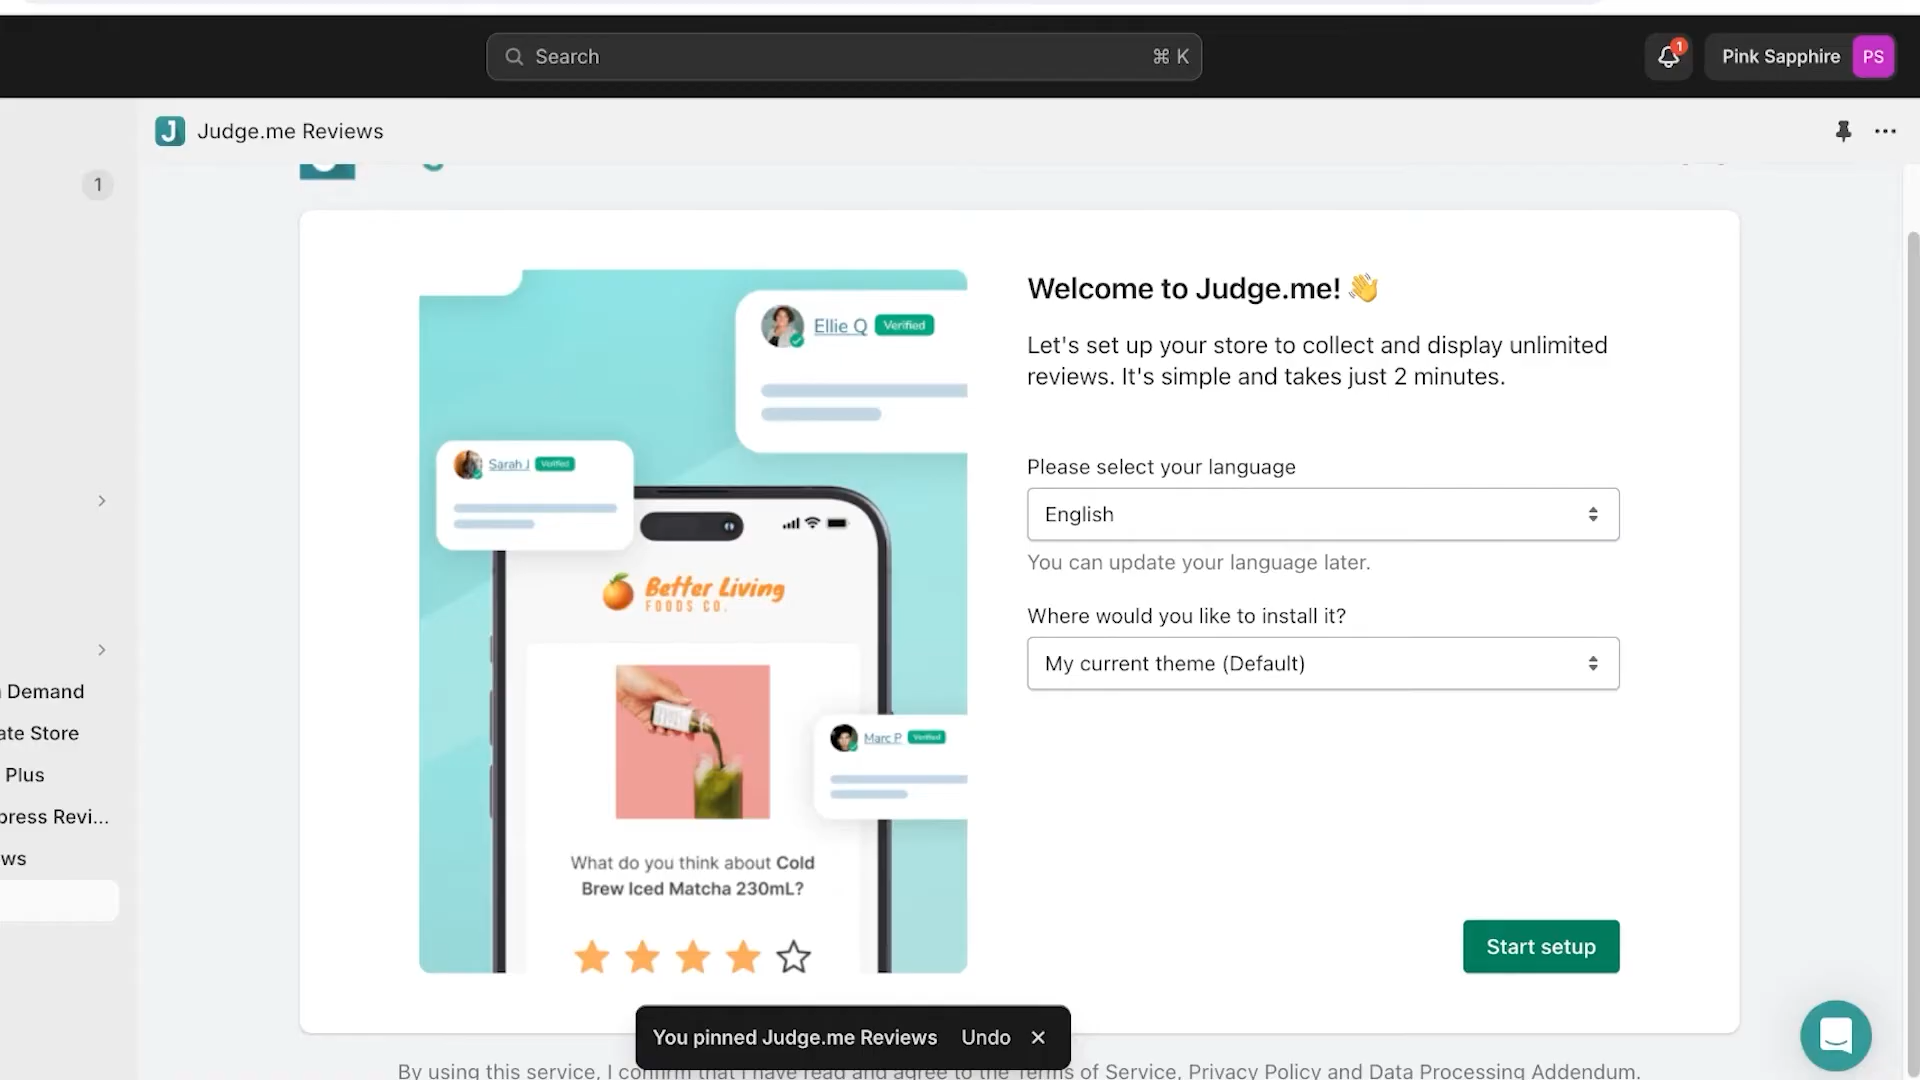 Search
⌘ K
1
Pink Sapphire
PS
J
Judge.me Reviews
1
Demand
ate Store
Plus
press Revi...
ws
Ellie Q
Verified
Sarah J
Verified
Better Living
FOODS CO.
Marc P
Verified
What do you think about Cold
Brew Iced Matcha 230mL?
Welcome to Judge.me! 👋
Let's set up your store to collect and display unlimited
reviews. It's simple and takes just 2 minutes.
Please select your language
English
You can update your language later.
Where would you like to install it?
My current theme (Default)
Start setup
You pinned Judge.me Reviews
Undo
By using this service, I confirm that I have read and agree to the Terms of Service, Privacy Policy and Data Processing Addendum.